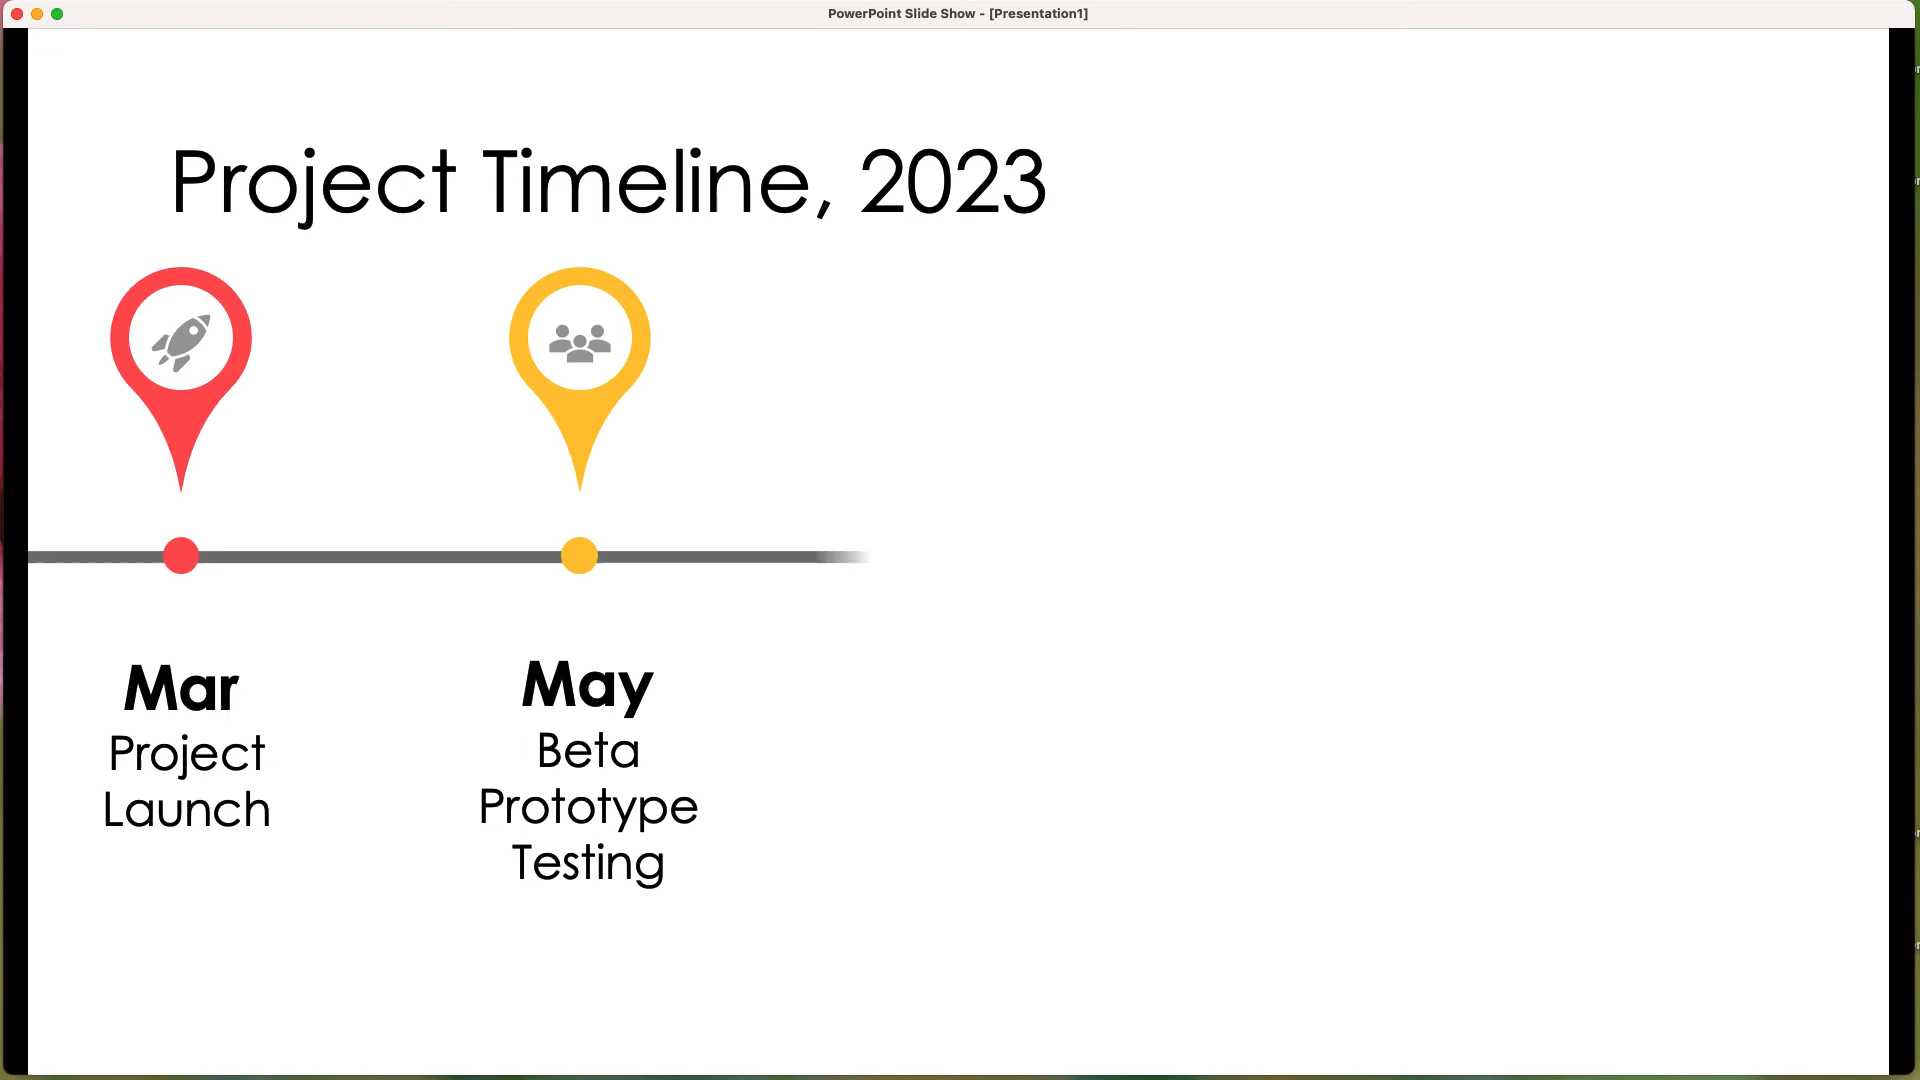 PowerPoint Slide Show - [Presentation1]
Project Timeline, 2023
Mar
Project
Launch
May
Beta
Prototype
Testing